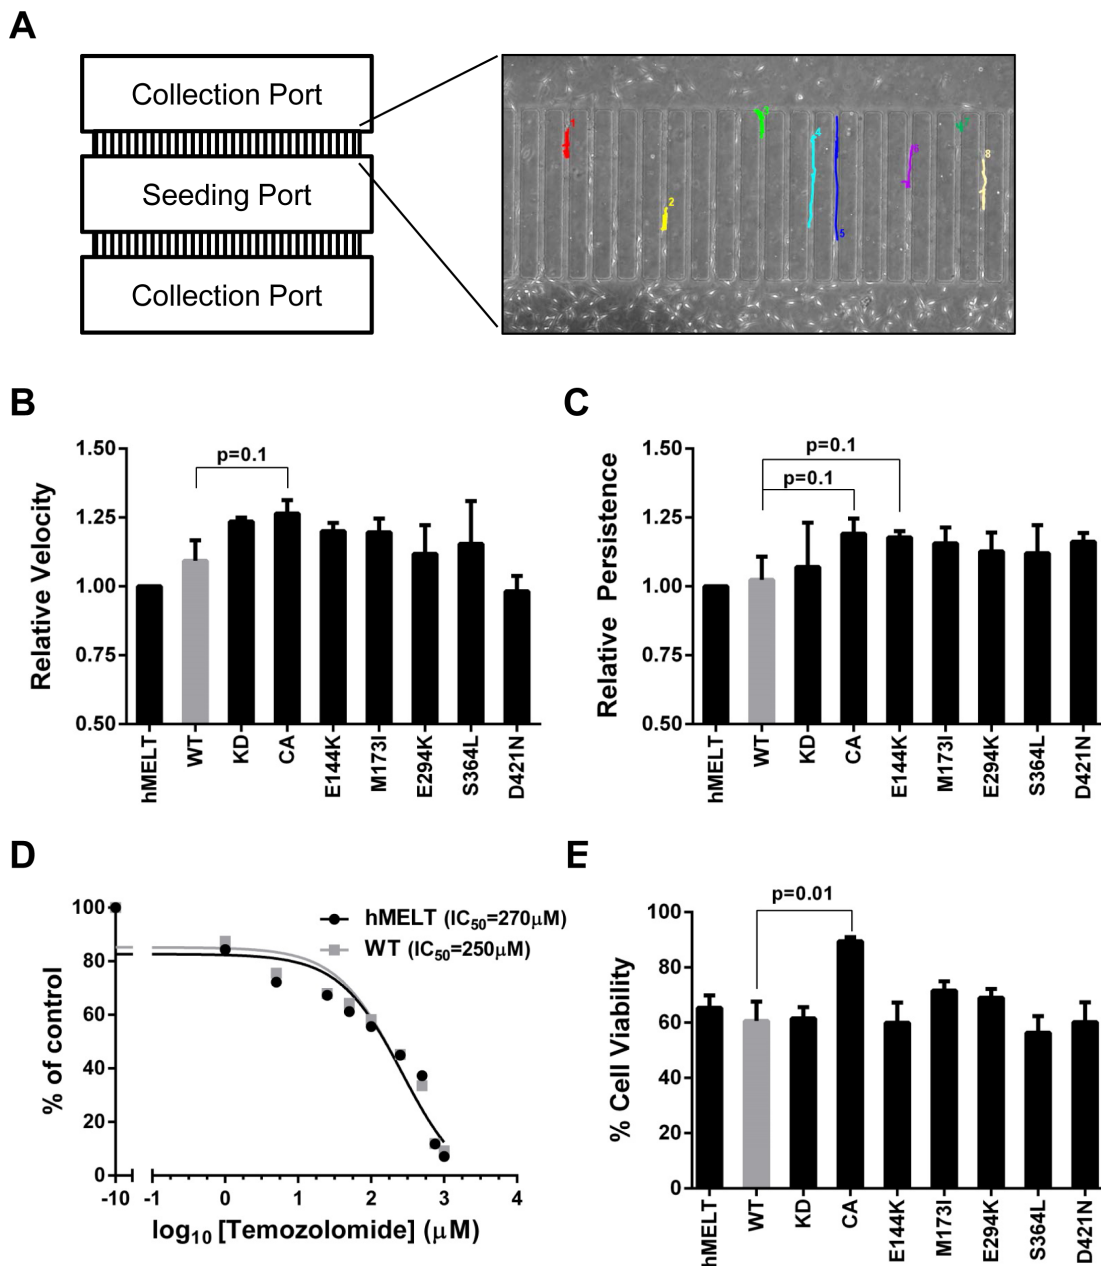 A
Collection Port
Seeding Port
Collection Port
1
2
3
4
5
6
7
8
B
1.50
1.25
1.00
0.75
0.50
Relative Velocity
p=0.1
hMELT
WT
KD
CA
E144K
M173I
E294K
S364L
D421N
C
1.50
1.25
1.00
0.75
0.50
Relative Persistence
p=0.1
p=0.1
hMELT
WT
KD
CA
E144K
M173I
E294K
S364L
D421N
D
100
80
60
40
20
0
% of control
hMELT (IC₅₀=270μM)
WT (IC₅₀=250μM)
-10 -1 0 1 2 3 4
log₁₀ [Temozolomide] (μM)
E
100
80
60
40
20
0
% Cell Viability
p=0.01
hMELT
WT
KD
CA
E144K
M173I
E294K
S364L
D421N